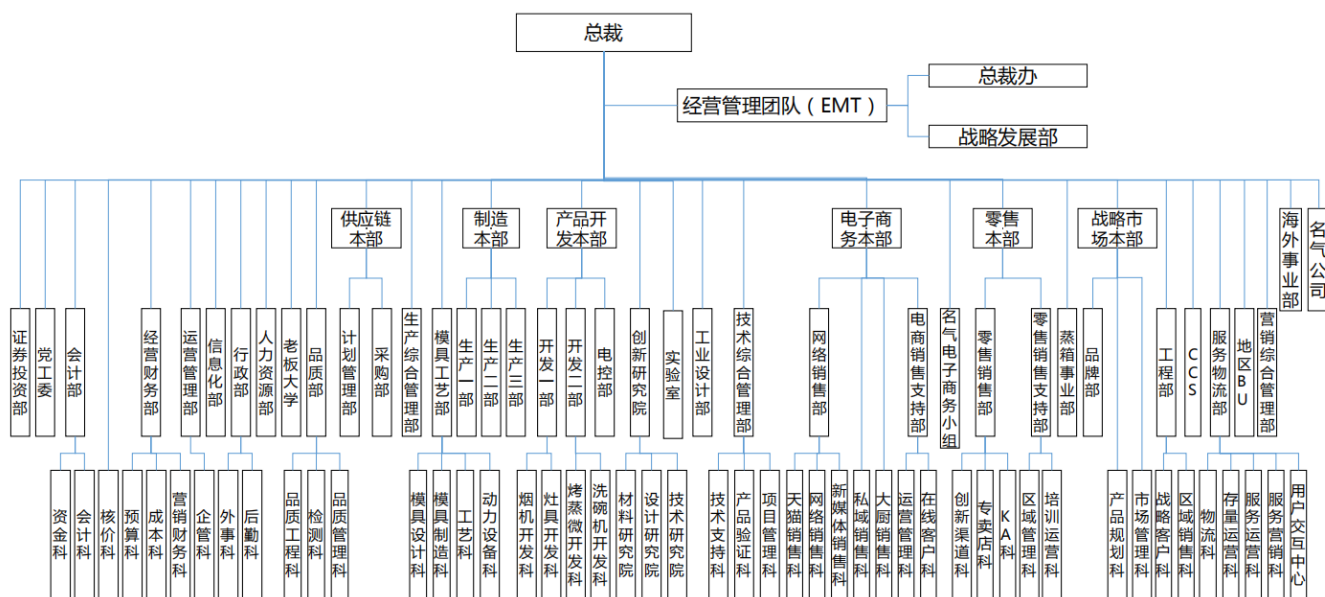 总裁
总裁办
经营管理团队（EMT）
战略发展部
供应链本部
制造本部
产品开发本部
电子商务本部
零售本部
战略市场本部
海外事业部
名气公司
证券投资部
党工委
会计部
经营财务部
运营管理部
信息化部
行政部
人力资源部
老板大学
品质部
计划管理部
采购部
生产综合管理部
模具工艺部
生产一部
生产二部
生产三部
开发一部
开发二部
电控部
创新研究院
实验室
工业设计部
技术综合管理部
网络销售部
电商销售支持部
名气电子商务小组
零售销售部
零售销售支持部
蒸箱事业部
品牌部
工程部
CCS
服务物流部
地区BU
营销综合管理部
资金科
会计科
核价科
预算科
成本科
营销财务科
企管科
外事科
后勤科
品质工程科
检测科
品质管理科
模具设计科
模具制造科
工艺科
动力设备科
烟机开发科
灶具开发科
烤蒸微开发科
洗碗机开发科
材料研究院
设计研究院
技术研究院
技术支持科
产品验证科
项目管理科
天猫销售科
网络销售科
新媒体销售科
私域销售科
大厨销售科
运营管理科
在线客户科
创新渠道科
专卖店科
KA科
区域管理科
培训运营科
产品规划科
市场管理科
战略客户科
区域销售科
物流科
存量运营科
服务运营科
服务营销科
用户交互中心